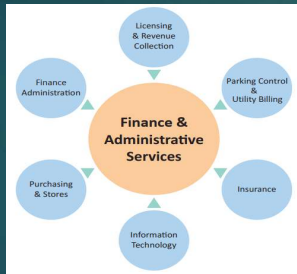 Licensing
& Revenue
Collection
Finance
Administration
Parking Control
&
Utility Billing
Finance &
Administrative
Services
Purchasing
& Stores
Insurance
Information
Technology